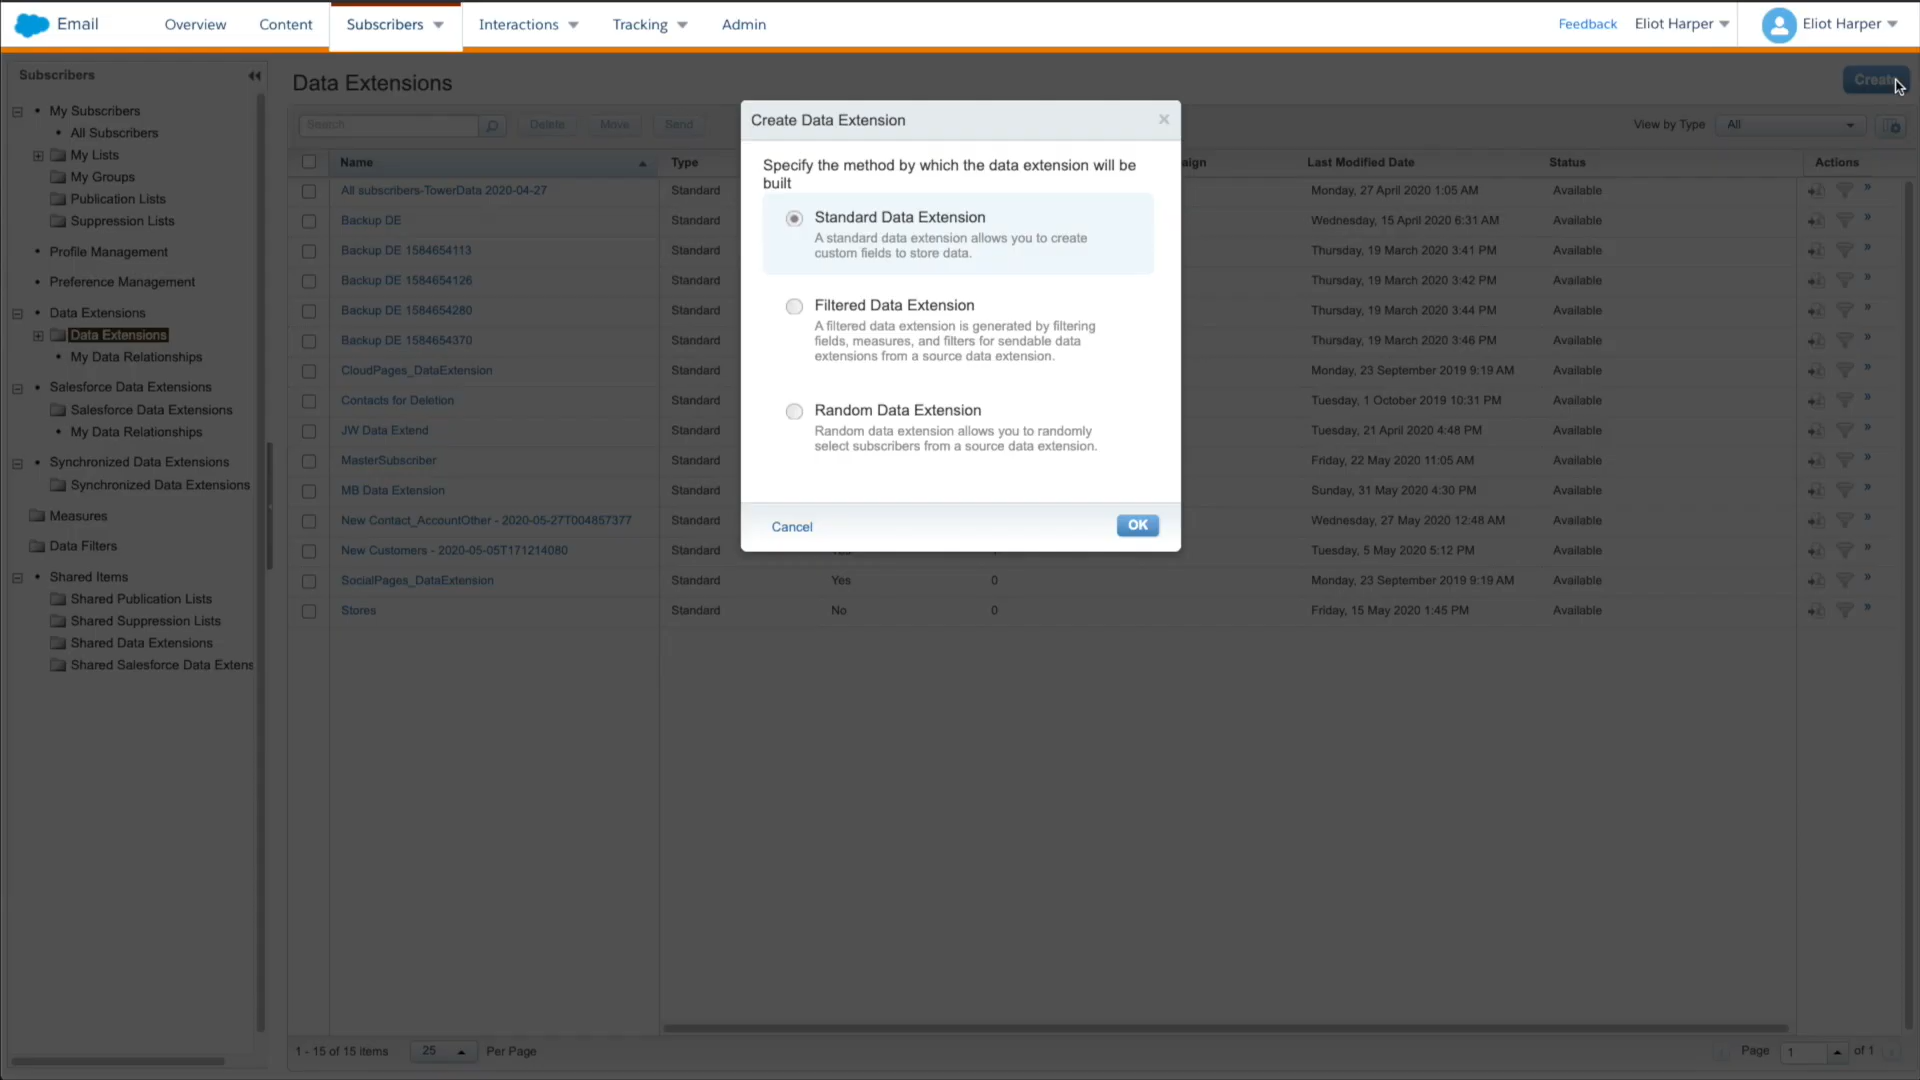 Email
Overview
Content
Subscribers
Interactions
Tracking
Admin
Feedback
Eliot Harper
Eliot Harper
Subscribers
My Subscribers
All Subscribers
My Lists
My Groups
Publication Lists
Suppression Lists
Profile Management
Preference Management
Data Extensions
Data Extensions
My Data Relationships
Salesforce Data Extensions
Salesforce Data Extensions
My Data Relationships
Synchronized Data Extensions
Synchronized Data Extensions
Measures
Data Filters
Shared Items
Shared Publication Lists
Shared Suppression Lists
Shared Data Extensions
Shared Salesforce Data Extens
Data Extensions
Create
Search
Delete
Move
Send
View by Type
All
Name Type aign Last Modified Date Status Actions
All subscribers-TowerData 2020-04-27 Standard Monday, 27 April 2020 1:05 AM Available
Backup DE Standard Wednesday, 15 April 2020 6:31 AM Available
Backup DE 1584654113 Standard Thursday, 19 March 2020 3:41 PM Available
Backup DE 1584654126 Standard Thursday, 19 March 2020 3:42 PM Available
Backup DE 1584654280 Standard Thursday, 19 March 2020 3:44 PM Available
Backup DE 1584654370 Standard Thursday, 19 March 2020 3:46 PM Available
CloudPages_DataExtension Standard Monday, 23 September 2019 9:19 AM Available
Contacts for Deletion Standard Tuesday, 1 October 2019 10:31 PM Available
JW Data Extend Standard Tuesday, 21 April 2020 4:48 PM Available
MasterSubscriber Standard Friday, 22 May 2020 11:05 AM Available
MB Data Extension Standard Sunday, 31 May 2020 4:30 PM Available
New Contact_AccountOther - 2020-05-27T004857377 Standard Wednesday, 27 May 2020 12:48 AM Available
New Customers - 2020-05-05T171214080 Standard Tuesday, 5 May 2020 5:12 PM Available
SocialPages_DataExtension Standard Yes 0 Monday, 23 September 2019 9:19 AM Available
Stores Standard No 0 Friday, 15 May 2020 1:45 PM Available
Create Data Extension
Specify the method by which the data extension will be
built
Standard Data Extension
A standard data extension allows you to create
custom fields to store data.
Filtered Data Extension
A filtered data extension is generated by filtering
fields, measures, and filters for sendable data
extensions from a source data extension.
Random Data Extension
Random data extension allows you to randomly
select subscribers from a source data extension.
Cancel
OK
1 - 15 of 15 items
25
Per Page
Page
1
of 1